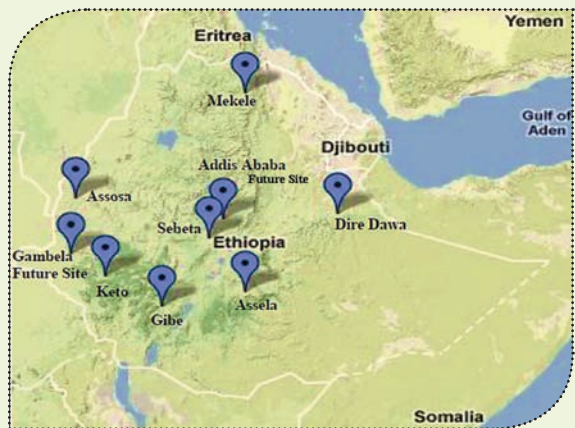 Yemen
Eritrea
Mekele
Gulf of
Aden
Djibouti
Addis Ababa
Future Site
Assosa
Sebeta
Dire Dawa
Ethiopia
Gambela
Future Site
Keto
Gibe
Assela
Somalia